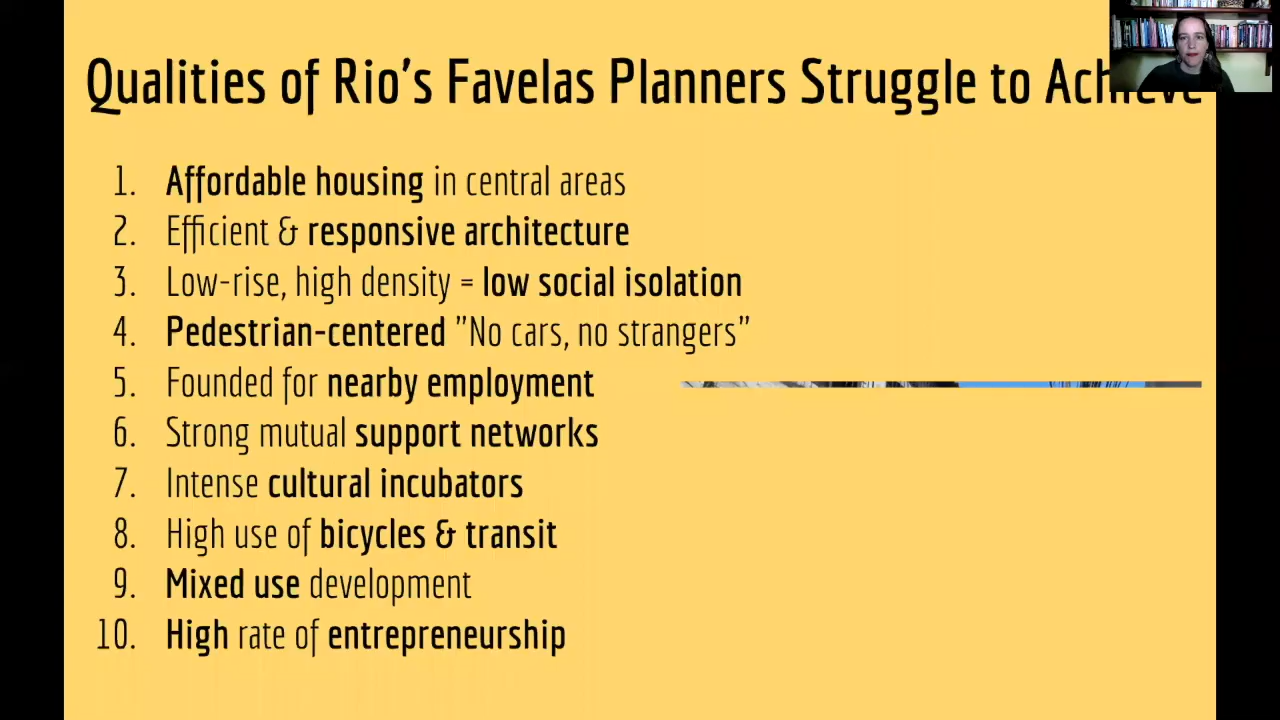 Qualities of Rio's Favelas Planners Struggle to Achieve
1. Affordable housing in central areas
2. Efficient & responsive architecture
3. Low-rise, high density = low social isolation
4. Pedestrian-centered "No cars, no strangers"
5. Founded for nearby employment
6. Strong mutual support networks
7. Intense cultural incubators
8. High use of bicycles & transit
9. Mixed use development
10. High rate of entrepreneurship